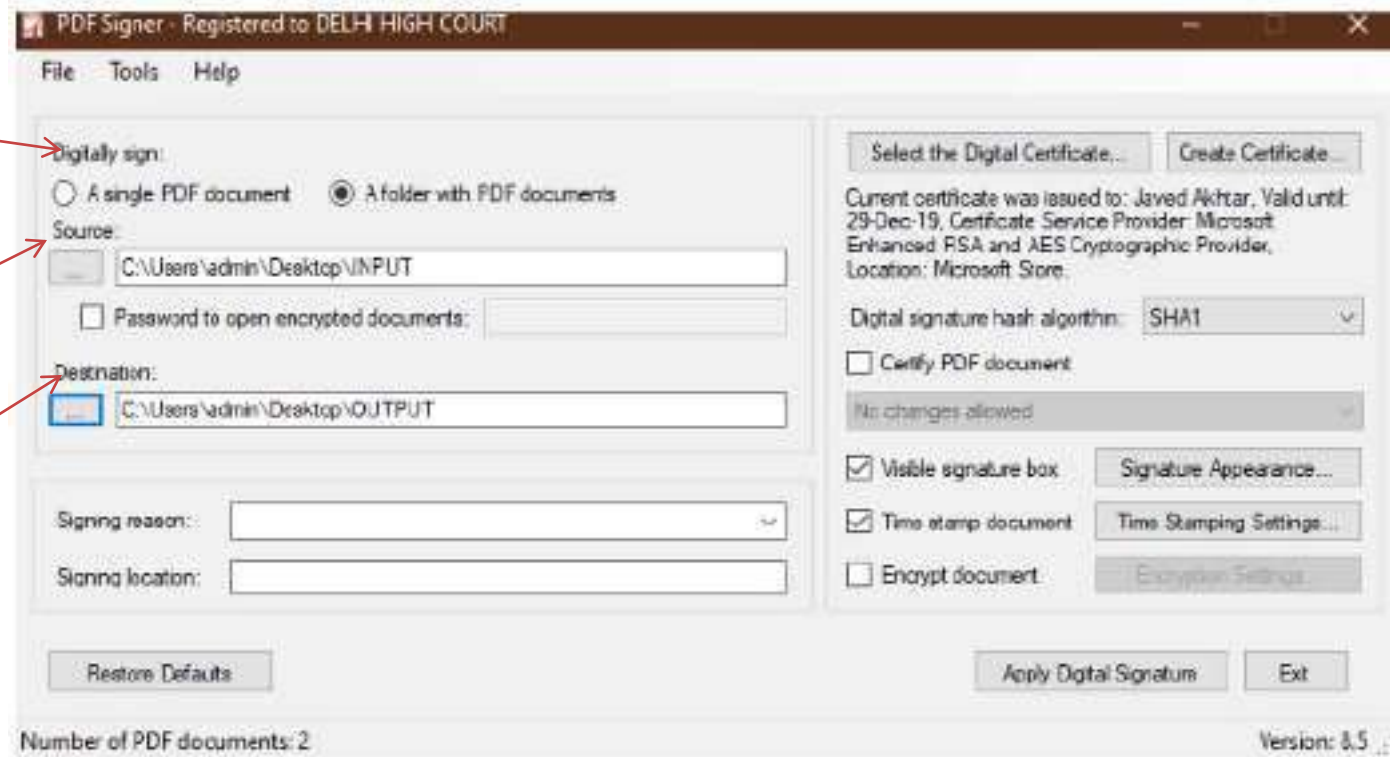 PDF Signer - Registered to DELHI HIGH COURT
File Tools Help
Digitally sign:
A single PDF document A folder with PDF documents
Source:
... C:\Users\admin\Desktop\INPUT
Password to open encrypted documents:
Destination:
... C:\Users\admin\Desktop\OUTPUT
Signing reason:
Signing location:
Restore Defaults
Select the Digital Certificate... Create Certificate...
Current certificate was issued to: Javed Akhtar, Valid until:
29-Dec-19, Certificate Service Provider: Microsoft
Enhanced RSA and AES Cryptographic Provider,
Location: Microsoft Store.
Digital signature hash algorithm: SHA1
Certify PDF document
No changes allowed
Visible signature box Signature Appearance...
Time stamp document Time Stamping Settings...
Encrypt document Encryption Settings...
Apply Digital Signature Exit
Number of PDF documents: 2 Version: 8.5